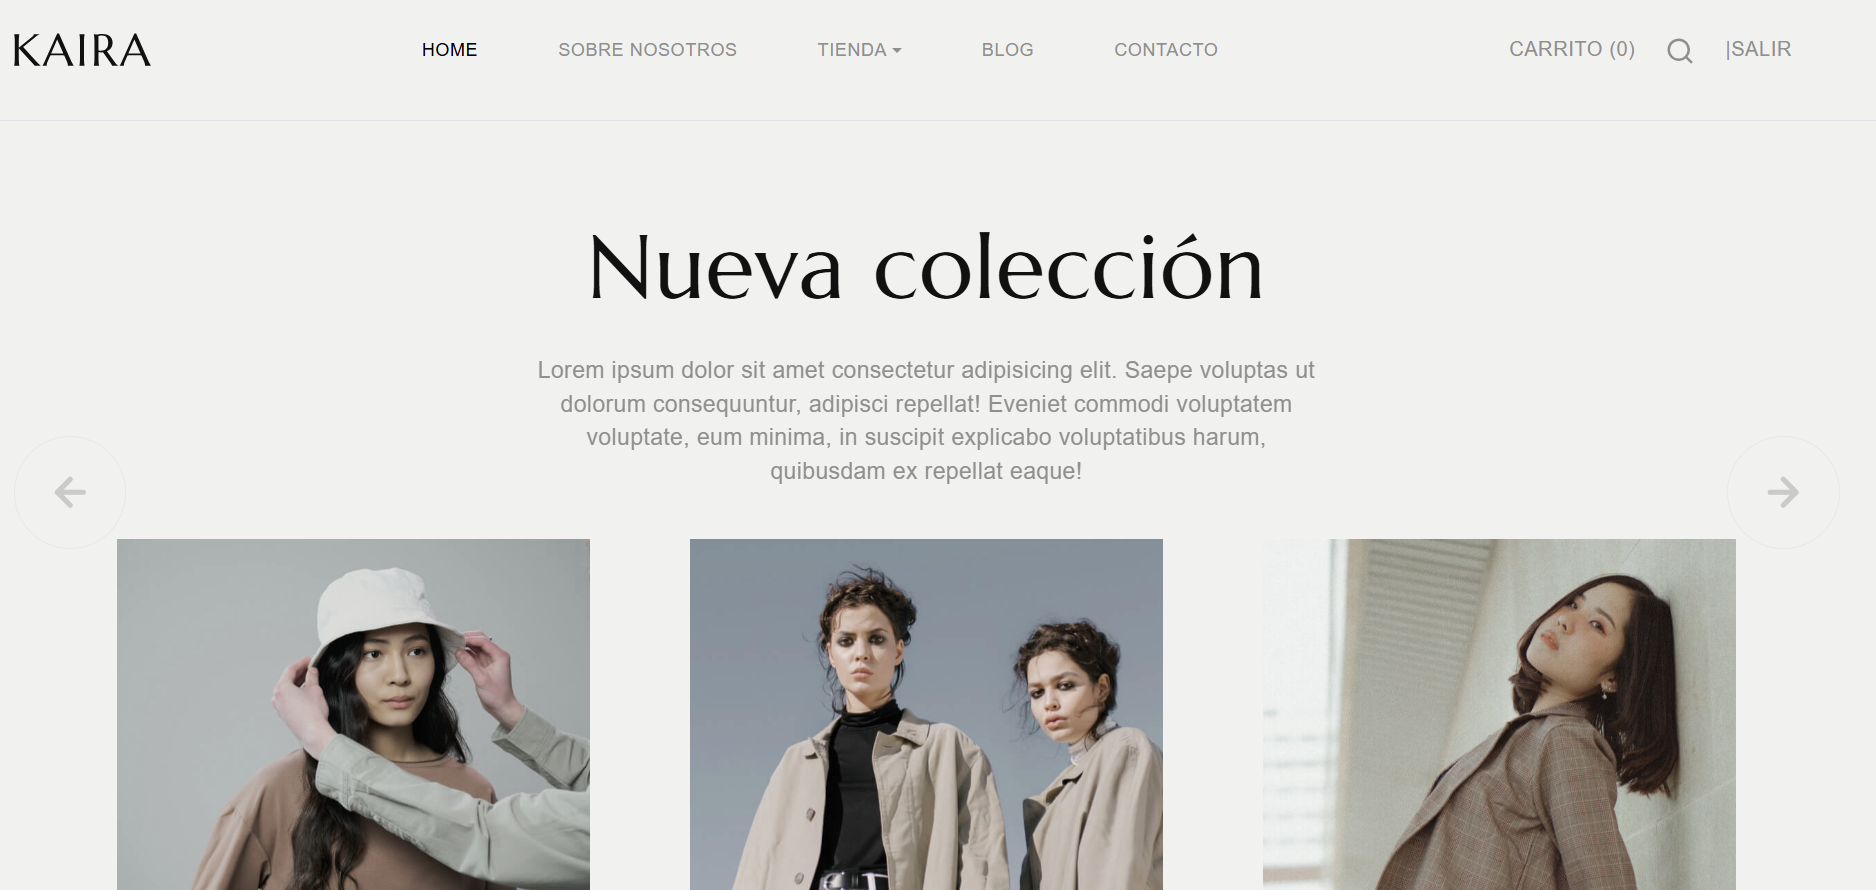 KAIRA
HOME
SOBRE NOSOTROS
TIENDA
BLOG
CONTACTO
CARRITO (0)
|SALIR
Nueva colección
Lorem ipsum dolor sit amet consectetur adipisicing elit. Saepe voluptas ut
dolorum consequuntur, adipisci repellat! Eveniet commodi voluptatem
voluptate, eum minima, in suscipit explicabo voluptatibus harum,
quibusdam ex repellat eaque!